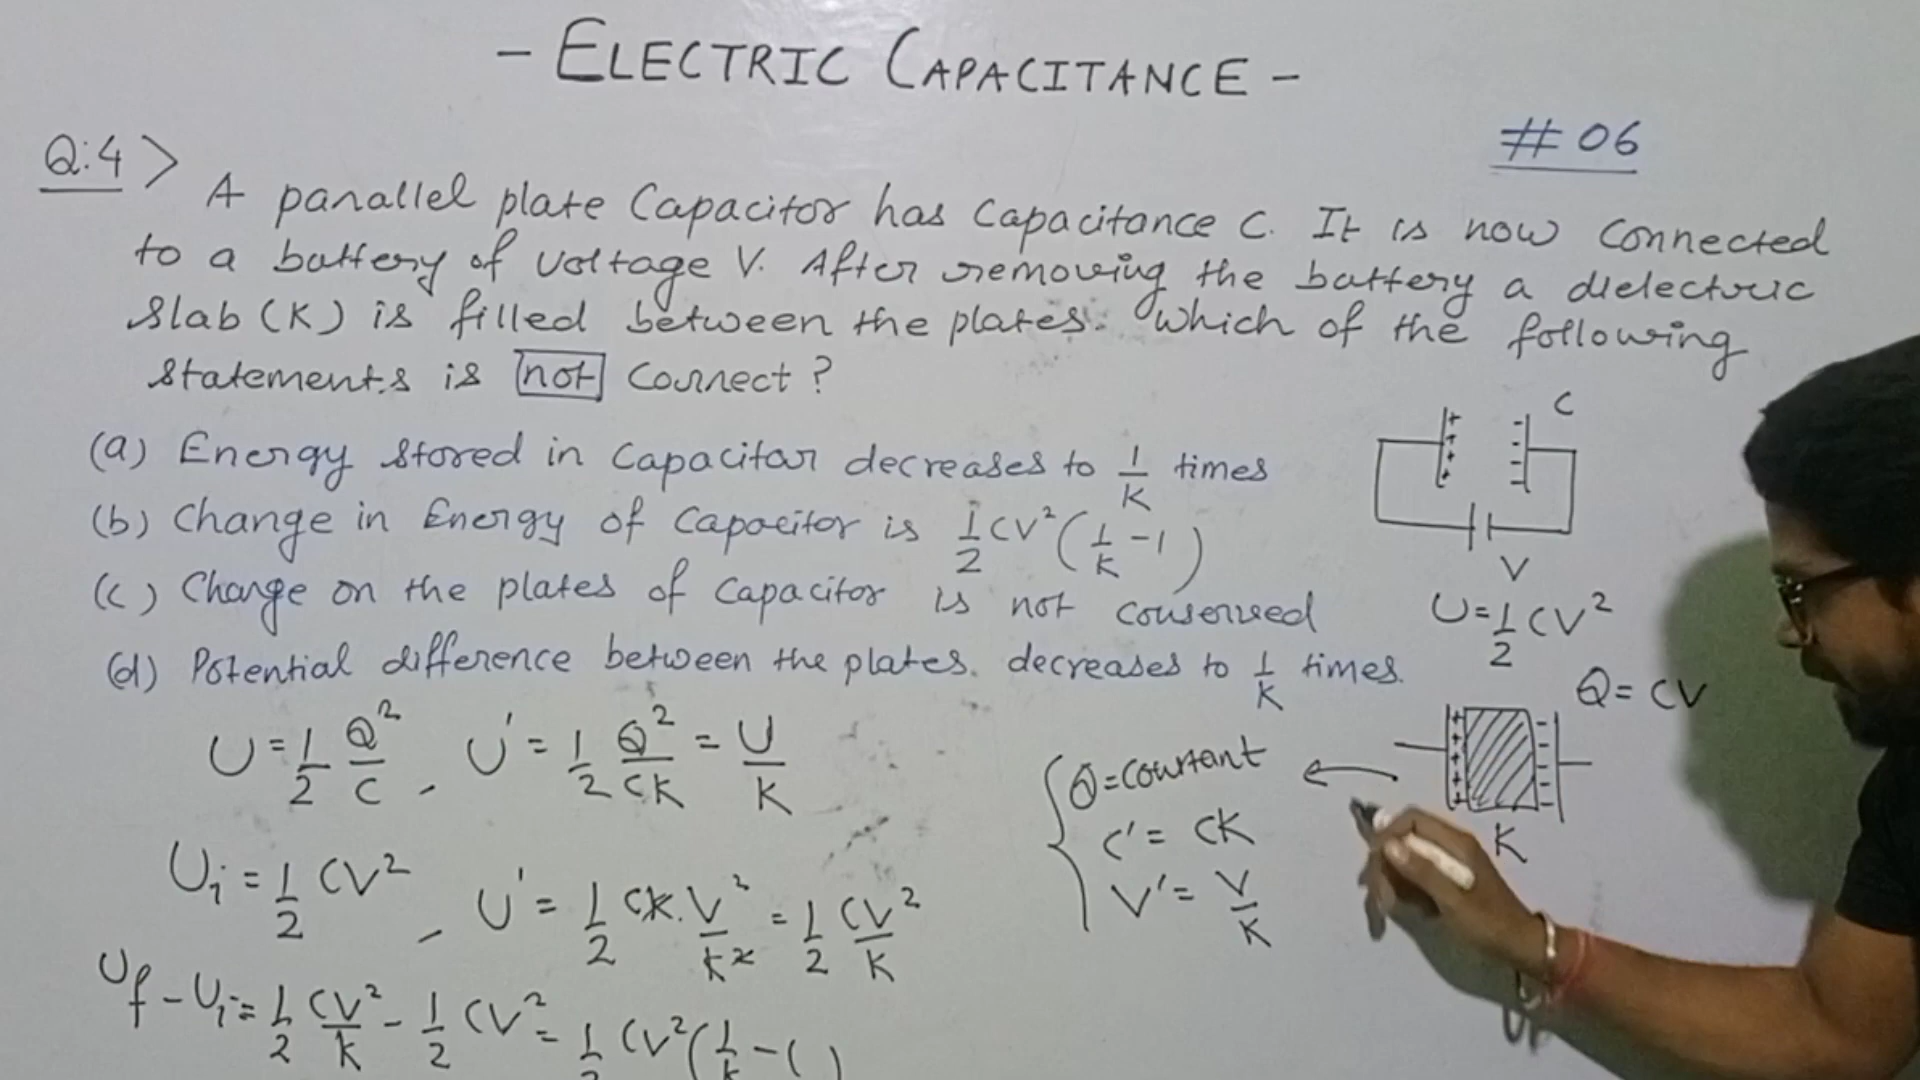 - ELECTRIC CAPACITANCE -
# 06
Q:4 > A parallel plate Capacitor has Capacitance C. It is now connected
to a battery of voltage V. After removing the battery a dielectric
slab (K) is filled between the plates. Which of the following
statements is not Correct ?
(a) Energy stored in Capacitor decreases to 1/K times
(b) Change in Energy of Capacitor is 1/2 CV² (1/K - 1)
(c) Charge on the plates of Capacitor is not conserved
(d) Potential difference between the plates. decreases to 1/K times.
C
+ + + +
- - - -
V
U = 1/2 CV²
Q = CV
+ + + + +
- - - - -
K
Q = constant
C' = CK
V' = V/K
U = 1/2 Q²/C , U' = 1/2 Q²/CK = U/K
Ui = 1/2 CV² , U' = 1/2 CK. V²/K² = 1/2 CV²/K
Uf - Ui = 1/2 CV²/K - 1/2 CV² = 1/2 CV² (1/K - 1)